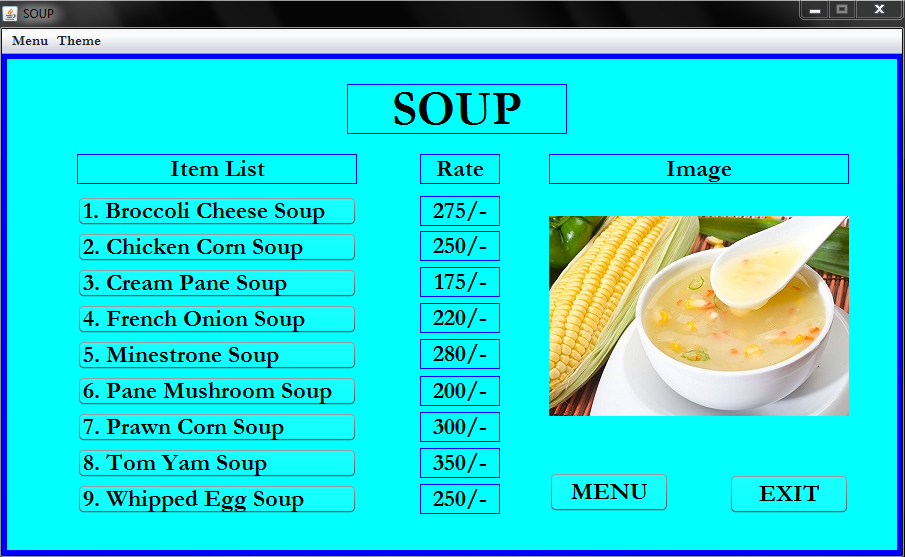 SOUP
Menu Theme
SOUP
Item List Rate Image
1. Broccoli Cheese Soup 275/-
2. Chicken Corn Soup 250/-
3. Cream Pane Soup 175/-
4. French Onion Soup 220/-
5. Minestrone Soup 280/-
6. Pane Mushroom Soup 200/-
7. Prawn Corn Soup 300/-
8. Tom Yam Soup 350/-
9. Whipped Egg Soup 250/-
MENU EXIT